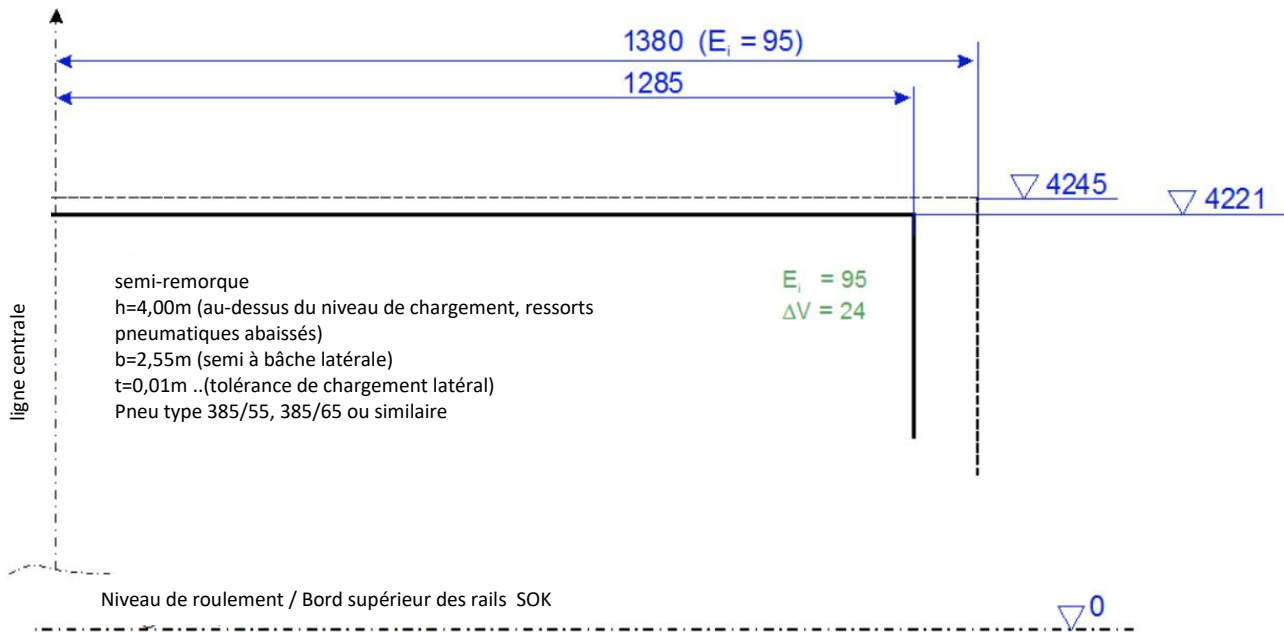 1380 (Eᵢ = 95)
1285
4245
4221
semi-remorque
h=4,00m (au-dessus du niveau de chargement, ressorts
pneumatiques abaissés)
b=2,55m (semi à bâche latérale)
t=0,01m ..(tolérance de chargement latéral)
Pneu type 385/55, 385/65 ou similaire
Eᵢ = 95
ΔV = 24
ligne centrale
Niveau de roulement / Bord supérieur des rails SOK
0